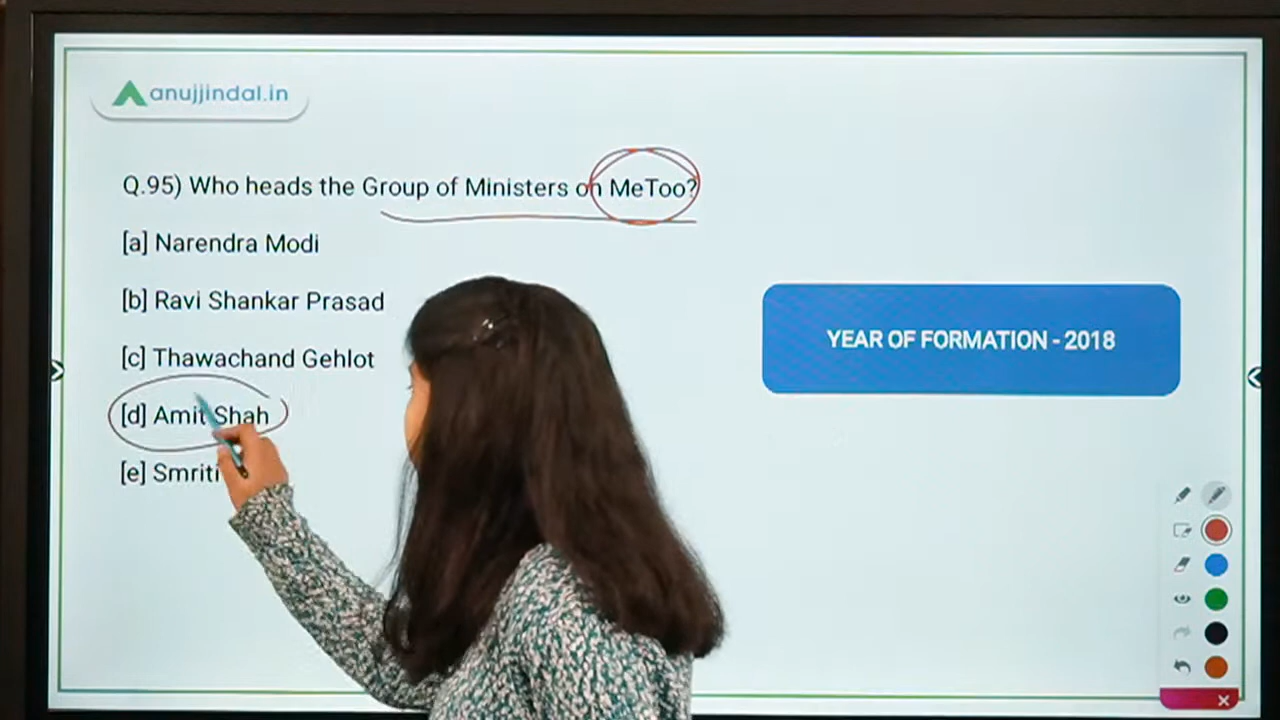 anujjindal.in
Q.95) Who heads the Group of Ministers on MeToo?
[a] Narendra Modi
[b] Ravi Shankar Prasad
[c] Thawachand Gehlot
[d] Amit Shah
[e] Smriti
YEAR OF FORMATION - 2018